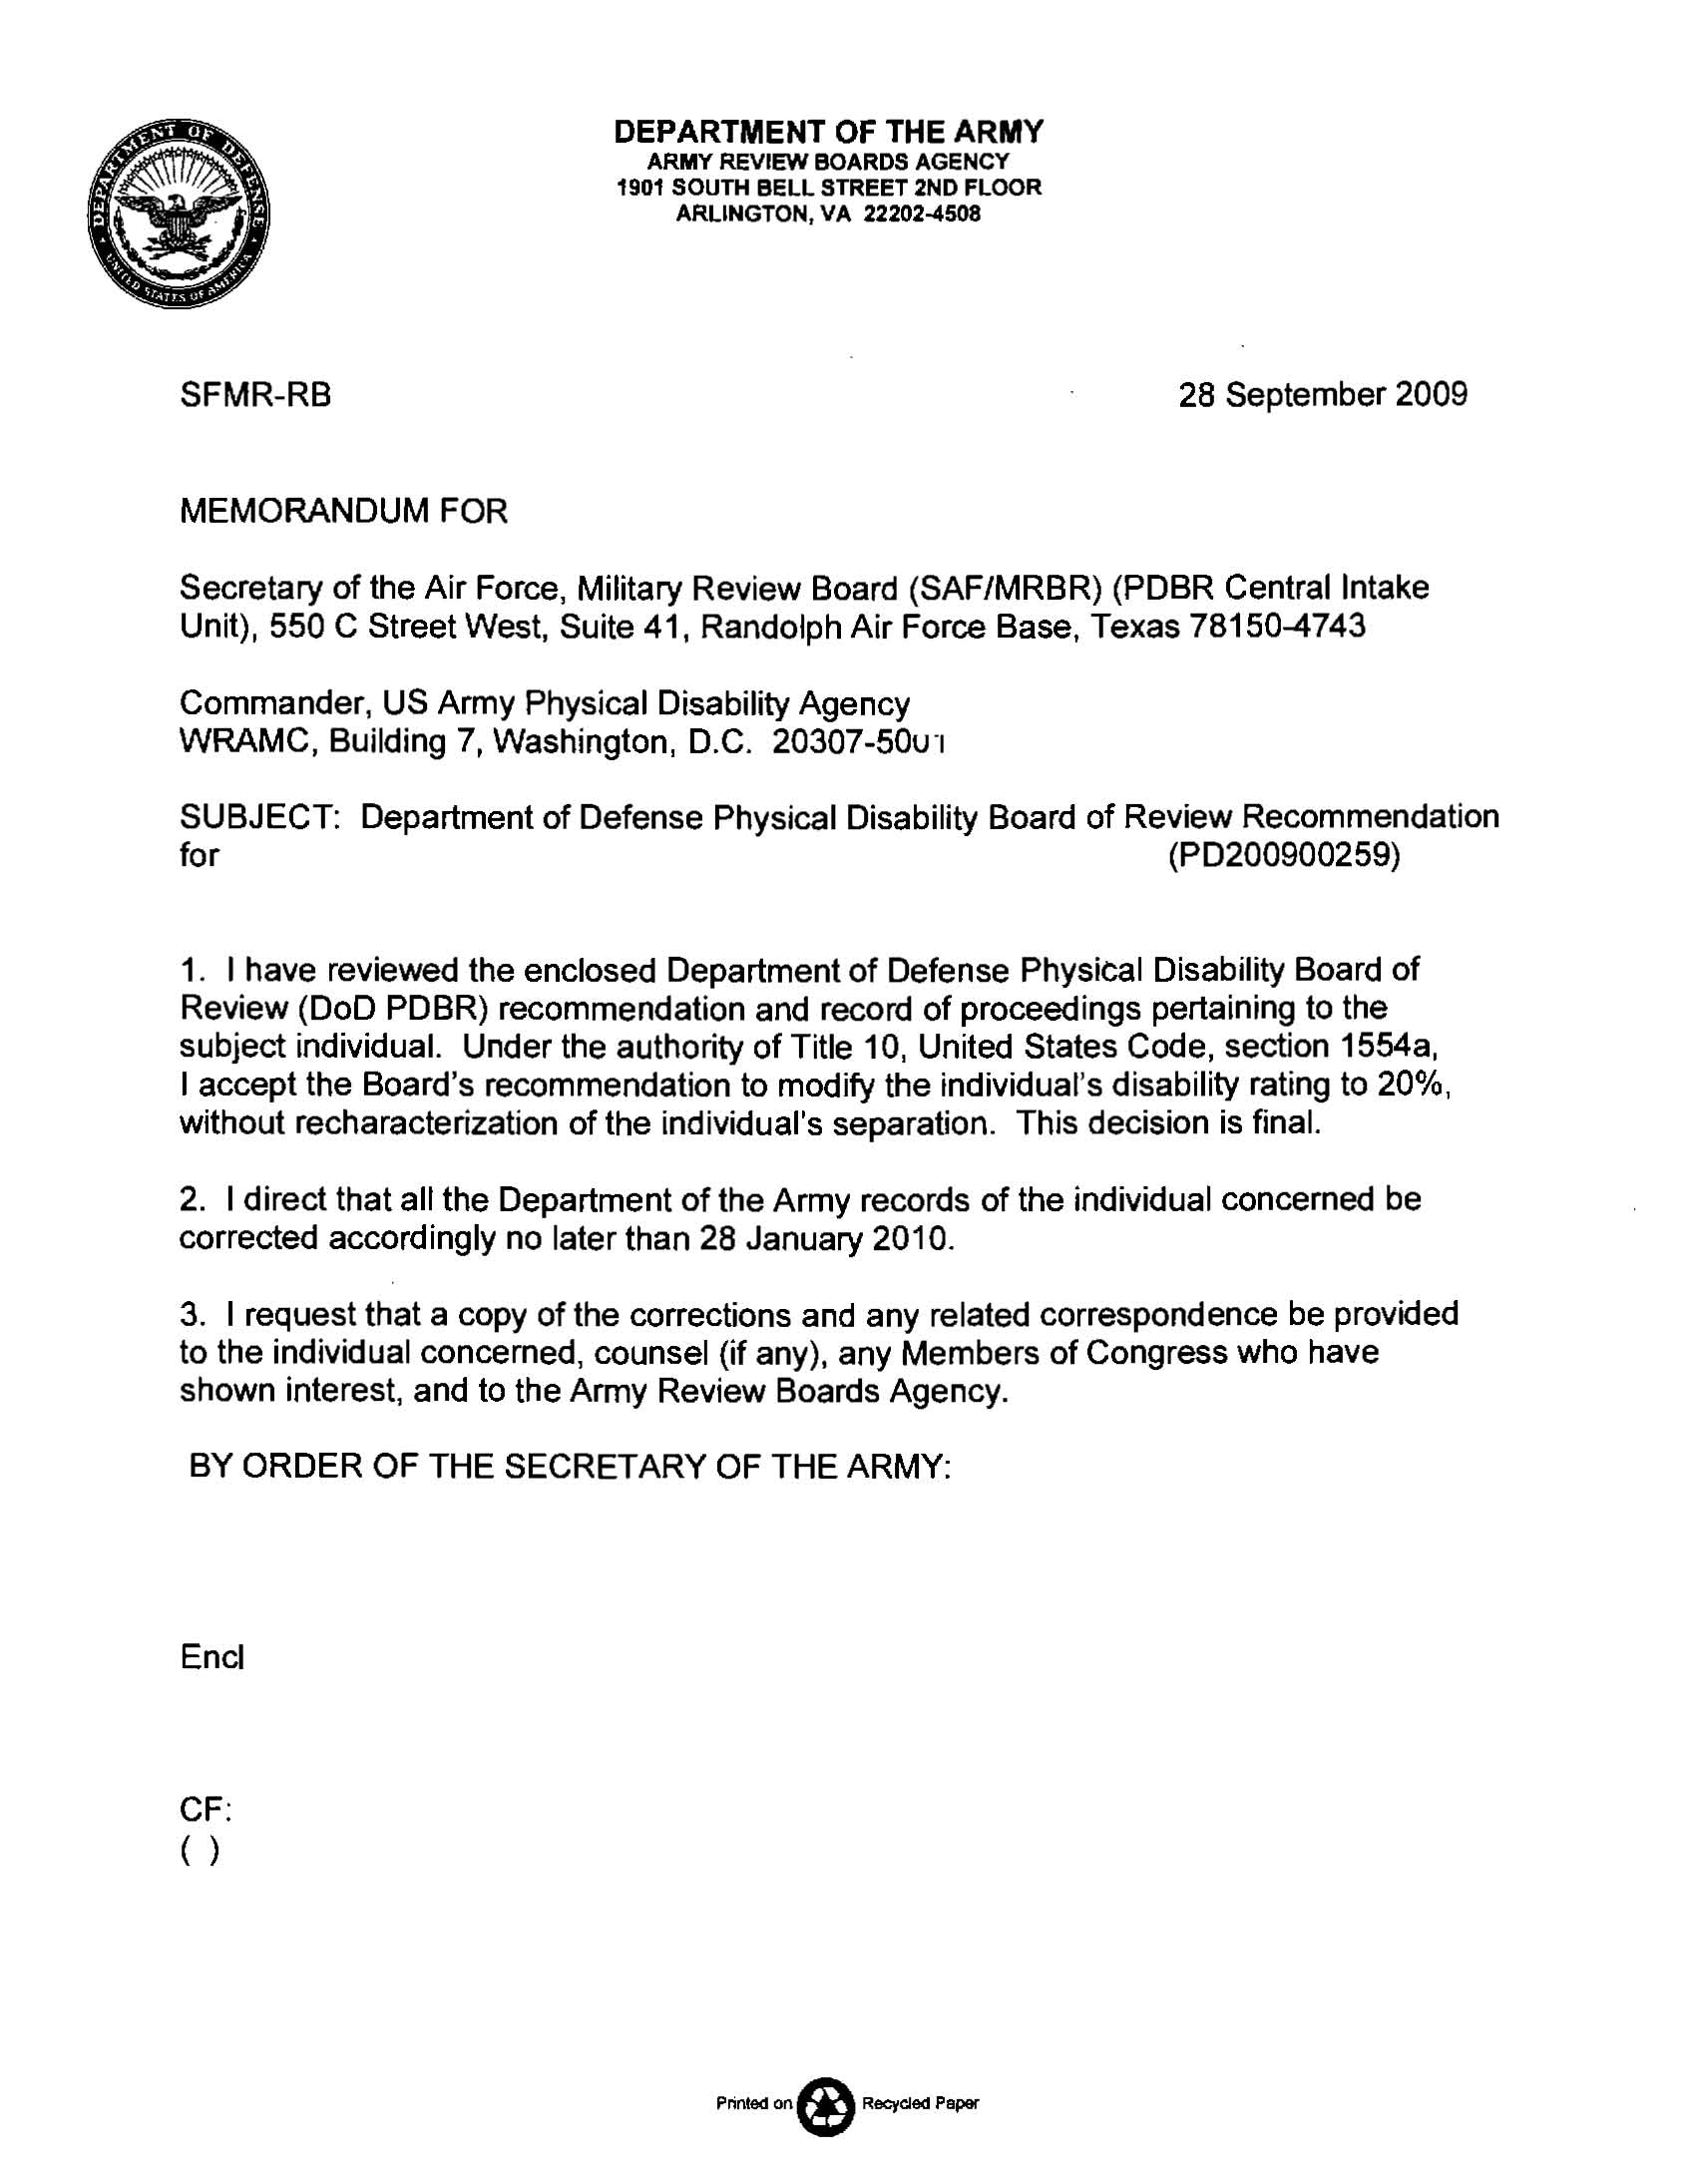 DEPARTMENT OF DEFENSE
UNITED STATES OF AMERICA
DEPARTMENT OF THE ARMY
ARMY REVIEW BOARDS AGENCY
1901 SOUTH BELL STREET 2ND FLOOR
ARLINGTON, VA 22202-4508
SFMR-RB 28 September 2009
MEMORANDUM FOR
Secretary of the Air Force, Military Review Board (SAF/MRBR) (PDBR Central Intake
Unit), 550 C Street West, Suite 41, Randolph Air Force Base, Texas 78150-4743
Commander, US Army Physical Disability Agency
WRAMC, Building 7, Washington, D.C.
SUBJECT: Department of Defense Physical Disability Board of Review Recommendation
for (PD200900259)
1. I have reviewed the enclosed Department of Defense Physical Disability Board of
Review (DoD PDBR) recommendation and record of proceedings pertaining to the
subject individual. Under the authority of Title 10, United States Code, section 1554a,
I accept the Board's recommendation to modify the individual's disability rating to 20%,
without recharacterization of the individual's separation. This decision is final.
2. I direct that all the Department of the Army records of the individual concerned be
corrected accordingly no later than 28 January 2010.
3. I request that a copy of the corrections and any related correspondence be provided
to the individual concerned, counsel (if any), any Members of Congress who have
shown interest, and to the Army Review Boards Agency.
BY ORDER OF THE SECRETARY OF THE ARMY:
Encl
CF:
( )
Printed on Recycled Paper